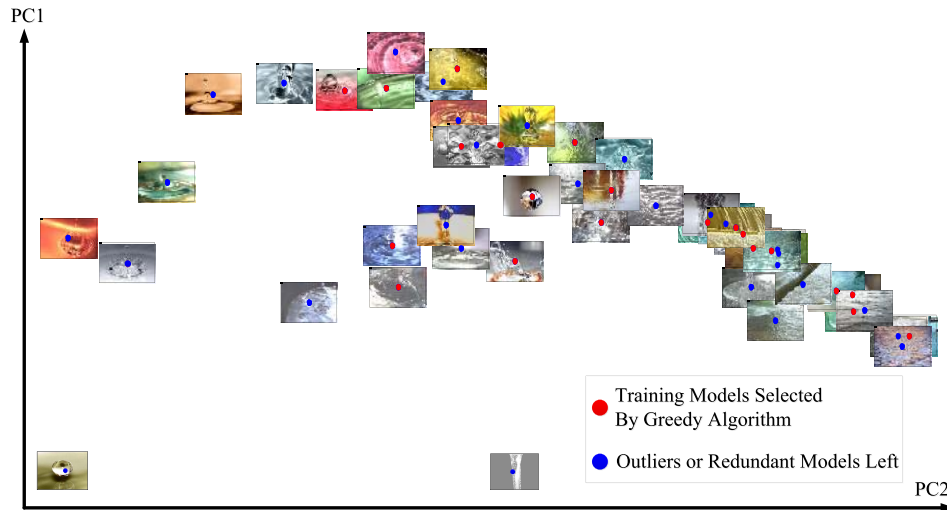 PC1
Training Models Selected
By Greedy Algorithm
Outliers or Redundant Models Left
PC2